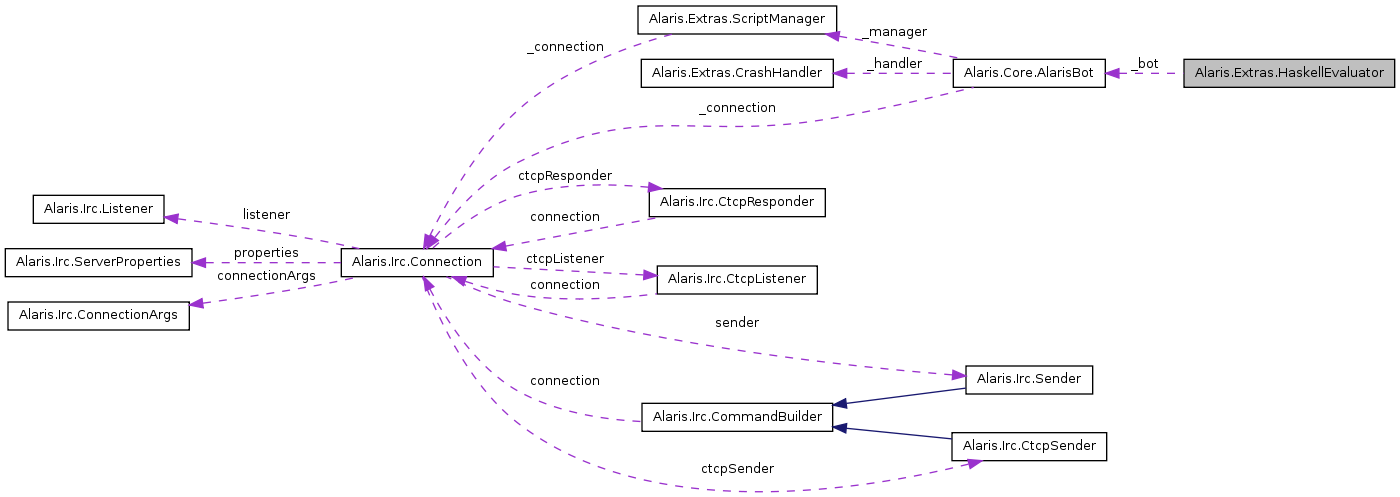 Alaris.Extras.ScriptManager
_manager
_connection
_handler
_bot
Alaris.Extras.CrashHandler
Alaris.Core.AlarisBot
Alaris.Extras.HaskellEvaluator
_connection
ctcpResponder
Alaris.Irc.Listener
listener
connection
Alaris.Irc.CtcpResponder
properties
Alaris.Irc.ServerProperties
Alaris.Irc.Connection
ctcpListener
connectionArgs
connection
Alaris.Irc.CtcpListener
Alaris.Irc.ConnectionArgs
sender
connection
Alaris.Irc.Sender
Alaris.Irc.CommandBuilder
Alaris.Irc.CtcpSender
ctcpSender